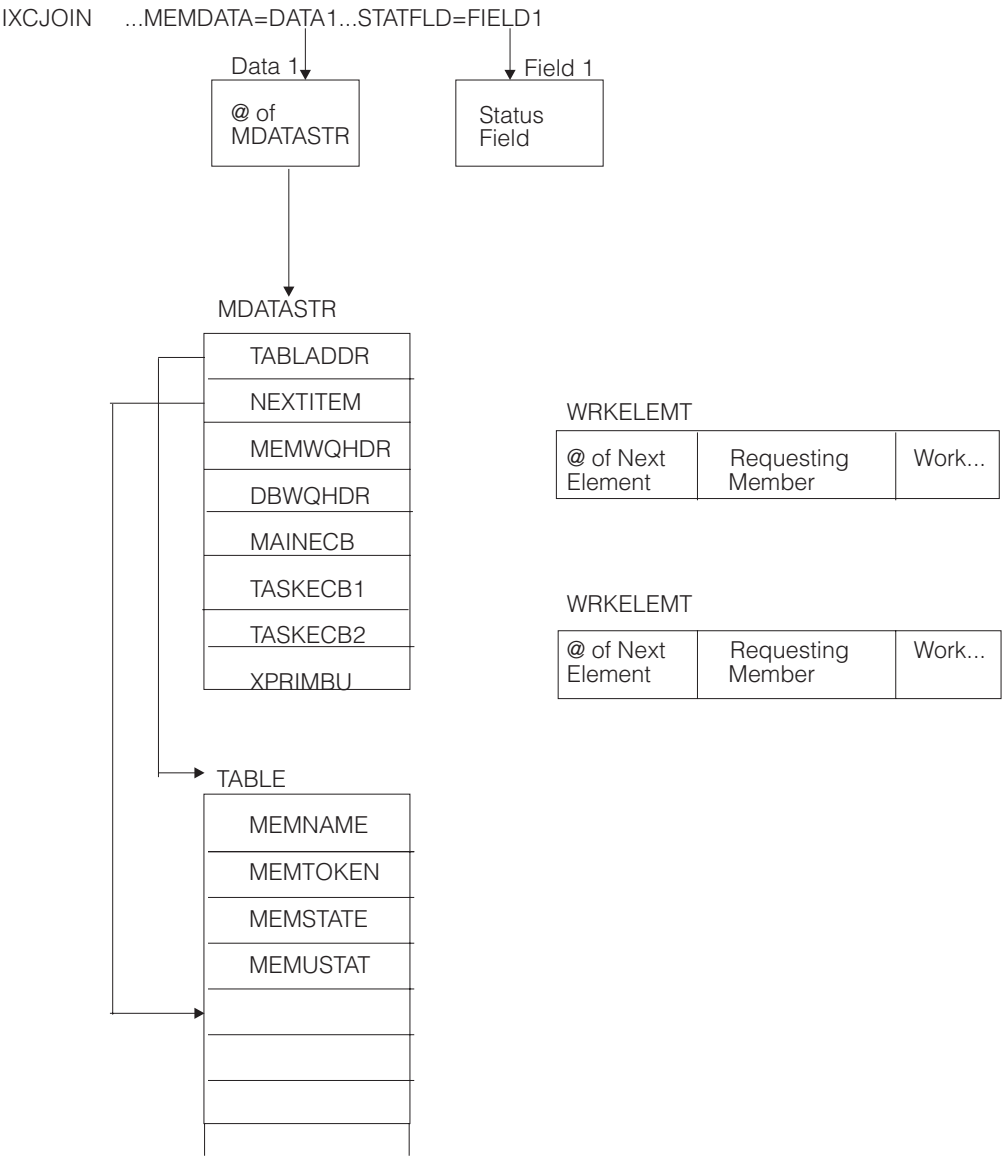 IXCJOIN ...MEMDATA=DATA1...STATFLD=FIELD1
Data 1
Field 1
@ of
MDATASTR
Status
Field
MDATASTR
TABLADDR
NEXTITEM
MEMWQHDR
DBWQHDR
MAINECB
TASKECB1
TASKECB2
XPRIMBU
WRKELEMT
@ of Next
Element
Requesting
Member
Work...
WRKELEMT
@ of Next
Element
Requesting
Member
Work...
TABLE
MEMNAME
MEMTOKEN
MEMSTATE
MEMUSTAT